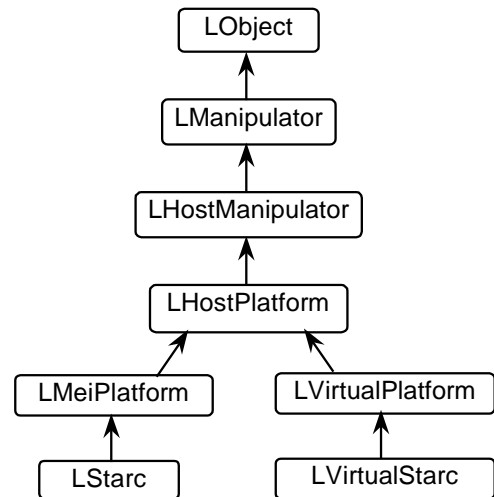 LObject
LManipulator
LHostManipulator
LHostPlatform
LMeiPlatform
LVirtualPlatform
LStarc
LVirtualStarc